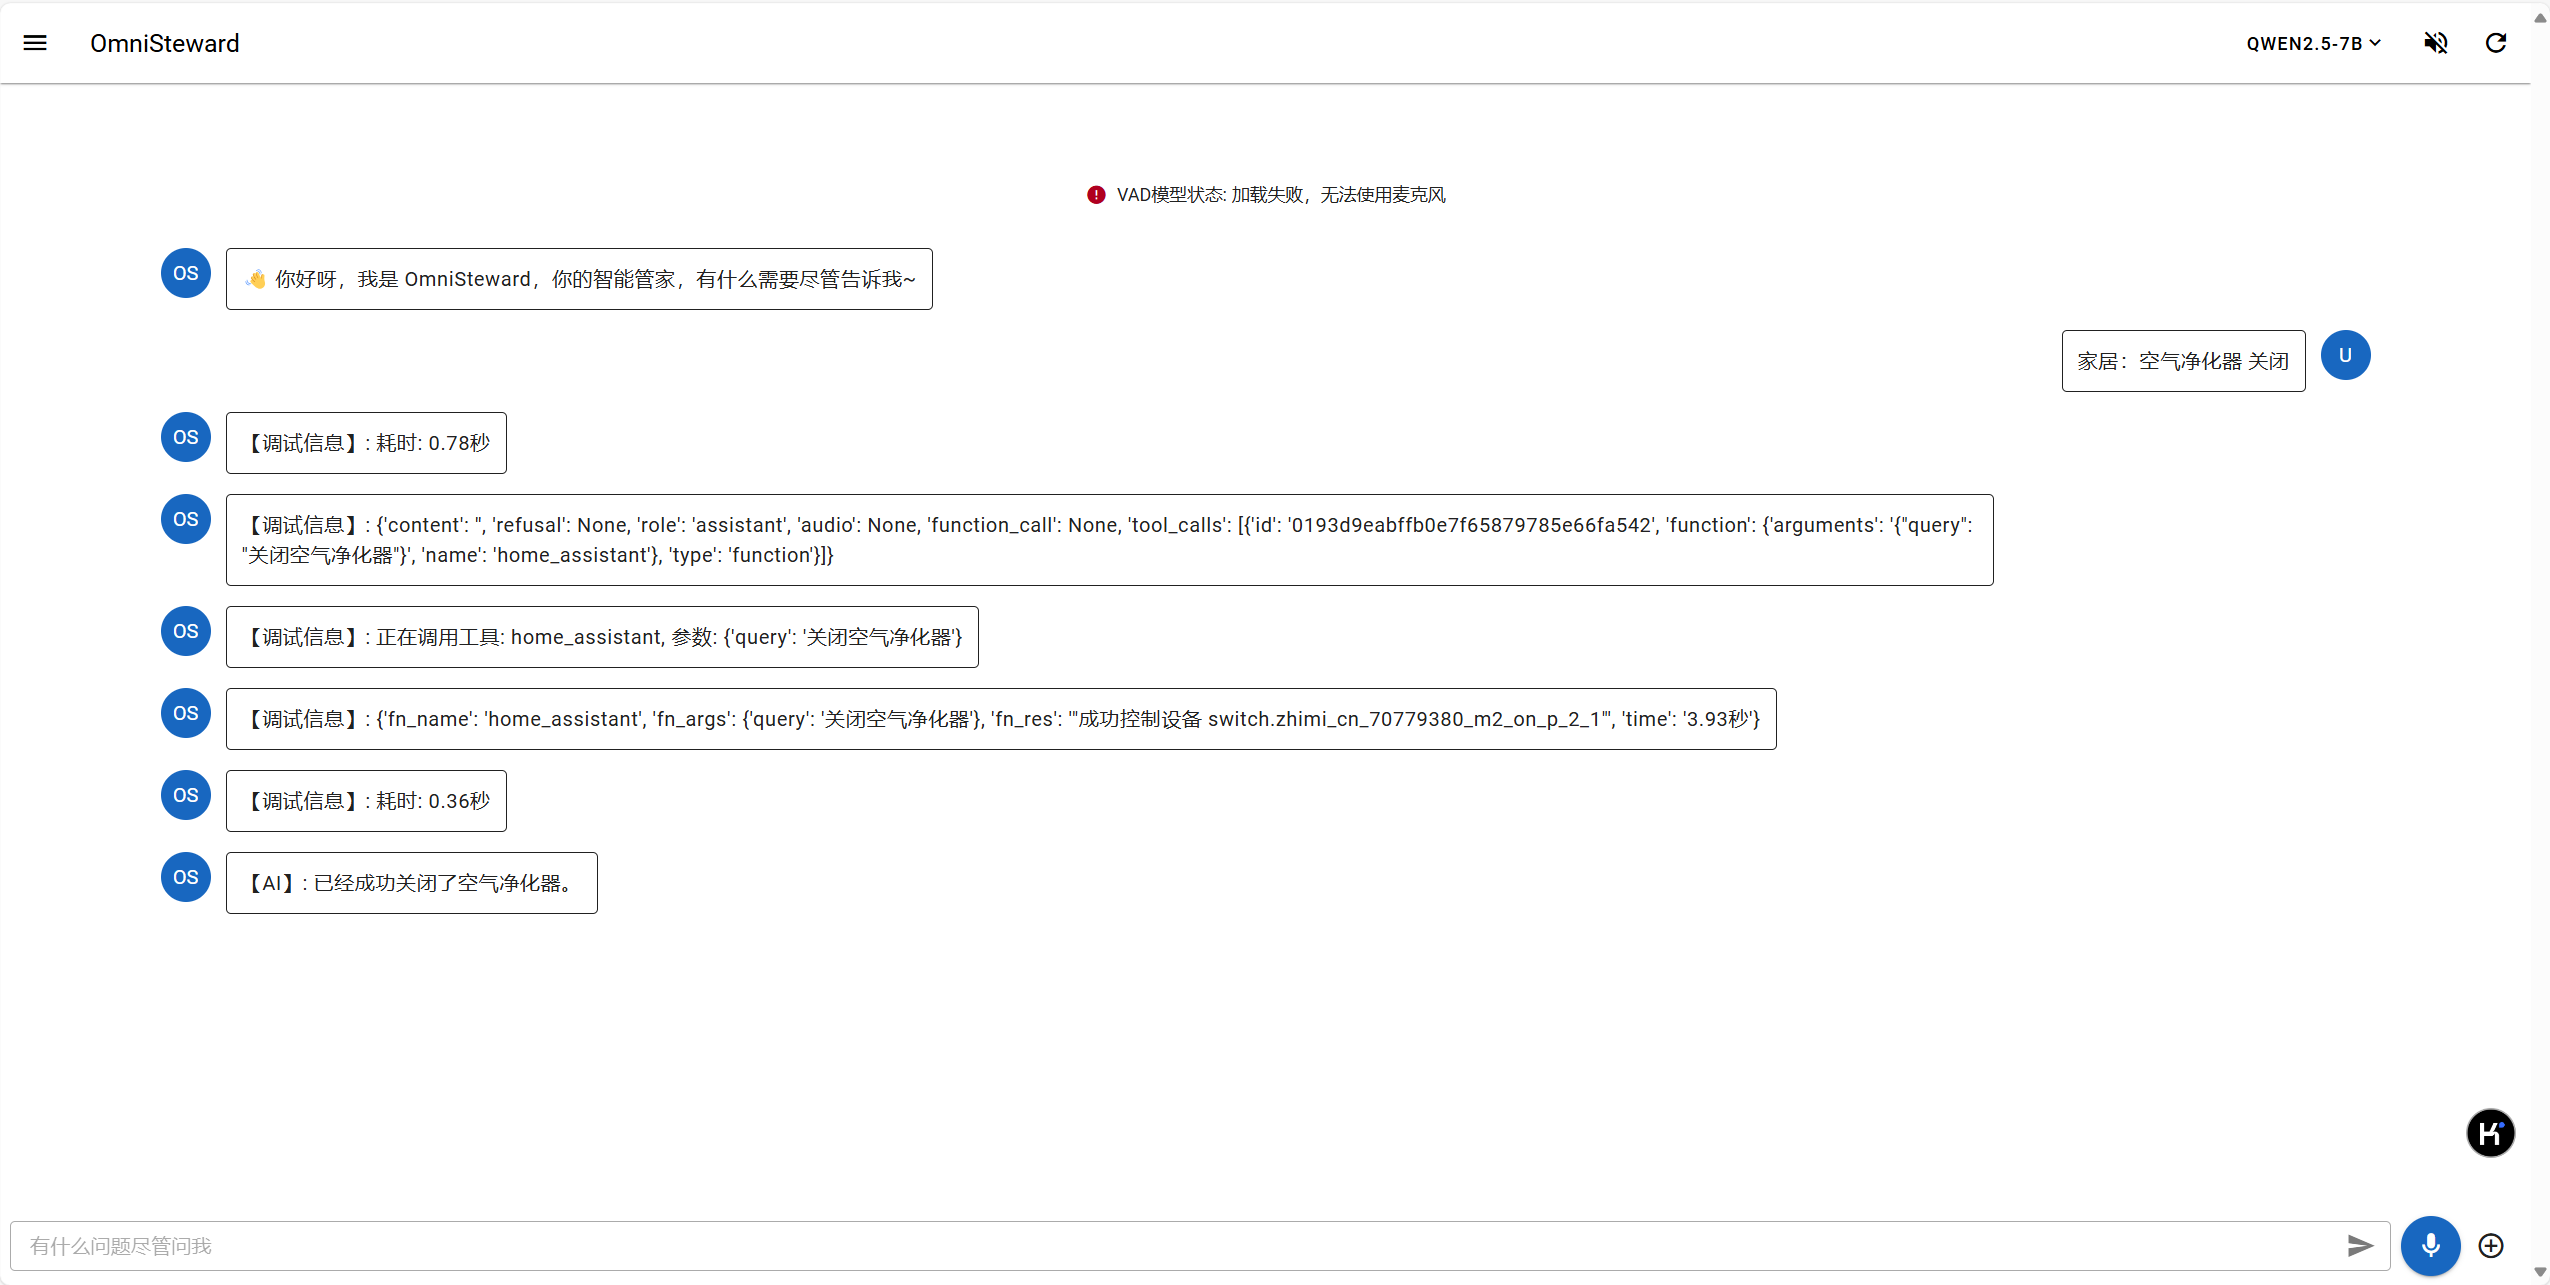 OmniSteward
QWEN2.5-7B
VAD模型状态: 加载失败，无法使用麦克风
OS
👋 你好呀，我是 OmniSteward，你的智能管家，有什么需要尽管告诉我~
家居：空气净化器 关闭
U
OS
【调试信息】: 耗时: 0.78秒
OS
【调试信息】: {'content': '', 'refusal': None, 'role': 'assistant', 'audio': None, 'function_call': None, 'tool_calls': [{'id': '0193d9eabffb0e7f65879785e66fa542', 'function': {'arguments': '{"query":
"关闭空气净化器"}', 'name': 'home_assistant'}, 'type': 'function'}]}
OS
【调试信息】: 正在调用工具: home_assistant, 参数: {'query': '关闭空气净化器'}
OS
【调试信息】: {'fn_name': 'home_assistant', 'fn_args': {'query': '关闭空气净化器'}, 'fn_res': '"成功控制设备 switch.zhimi_cn_70779380_m2_on_p_2_1"', 'time': '3.93秒'}
OS
【调试信息】: 耗时: 0.36秒
OS
【AI】: 已经成功关闭了空气净化器。
K
有什么问题尽管问我